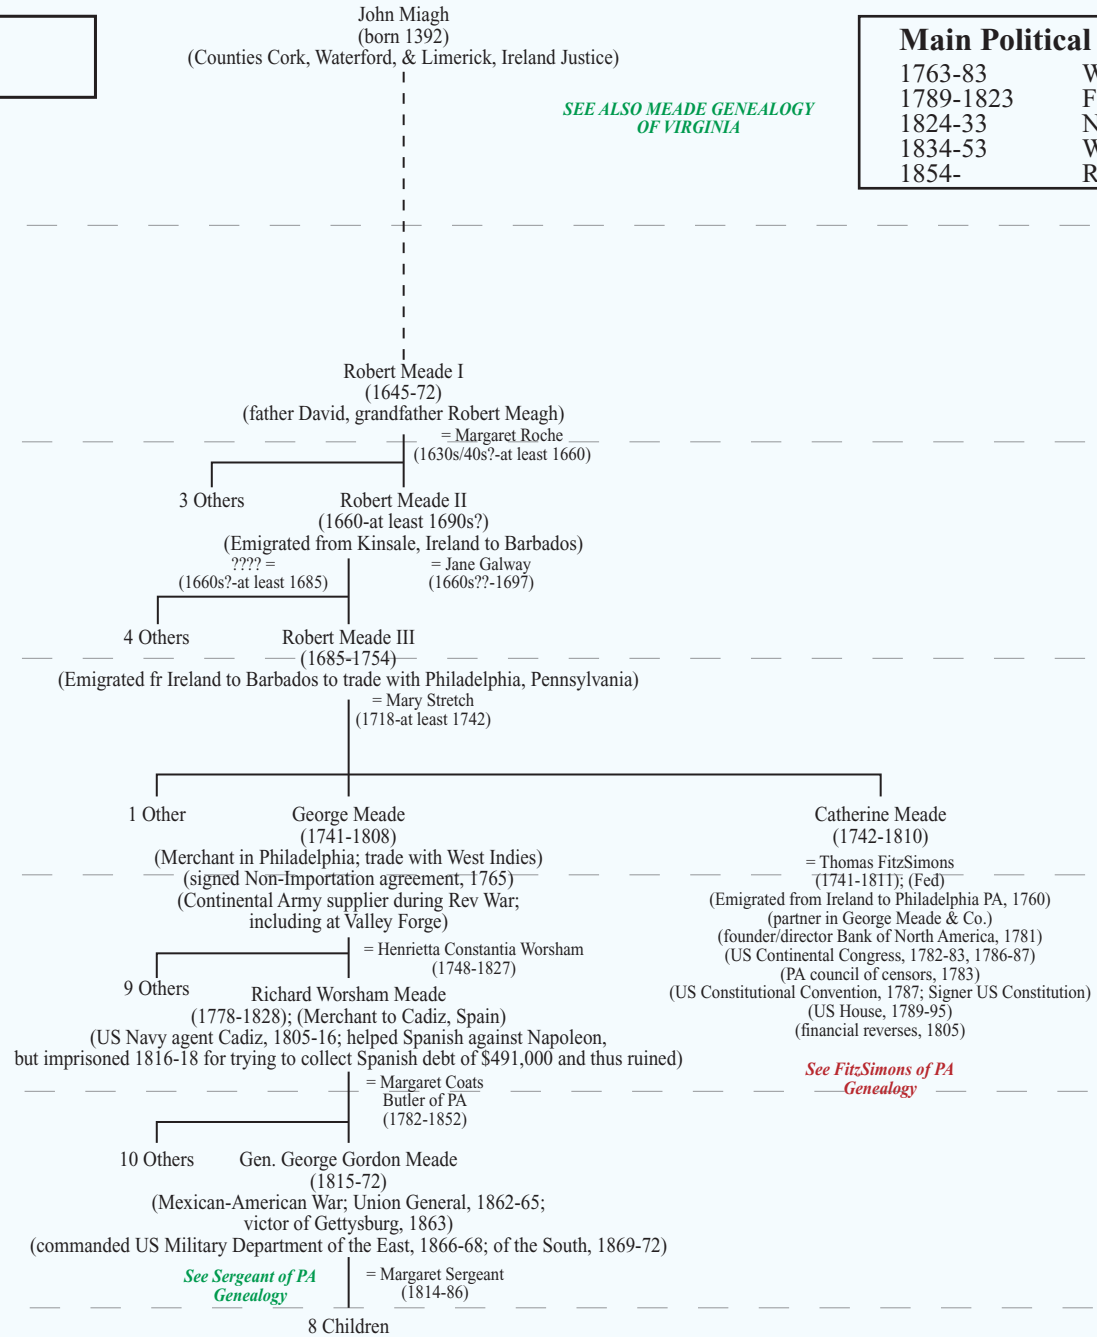 John Miagh
(born 1392)
(Counties Cork, Waterford, & Limerick, Ireland Justice)
SEE ALSO MEADE GENEALOGY
OF VIRGINIA
Main Political
1763-83 W
1789-1823 F
1824-33 N
1834-53 W
1854- R
Robert Meade I
(1645-72)
(father David, grandfather Robert Meagh)
= Margaret Roche
(1630s/40s?-at least 1660)
3 Others
Robert Meade II
(1660-at least 1690s?)
(Emigrated from Kinsale, Ireland to Barbados)
???? =
(1660s?-at least 1685)
= Jane Galway
(1660s??-1697)
4 Others
Robert Meade III
(1685-1754)
(Emigrated fr Ireland to Barbados to trade with Philadelphia, Pennsylvania)
= Mary Stretch
(1718-at least 1742)
1 Other
George Meade
(1741-1808)
(Merchant in Philadelphia; trade with West Indies)
(signed Non-Importation agreement, 1765)
(Continental Army supplier during Rev War;
including at Valley Forge)
= Henrietta Constantia Worsham
(1748-1827)
Catherine Meade
(1742-1810)
= Thomas FitzSimons
(1741-1811); (Fed)
(Emigrated from Ireland to Philadelphia PA, 1760)
(partner in George Meade & Co.)
(founder/director Bank of North America, 1781)
(US Continental Congress, 1782-83, 1786-87)
(PA council of censors, 1783)
(US Constitutional Convention, 1787; Signer US Constitution)
(US House, 1789-95)
(financial reverses, 1805)
See FitzSimons of PA
Genealogy
9 Others
Richard Worsham Meade
(1778-1828); (Merchant to Cadiz, Spain)
(US Navy agent Cadiz, 1805-16; helped Spanish against Napoleon,
but imprisoned 1816-18 for trying to collect Spanish debt of $491,000 and thus ruined)
= Margaret Coats
Butler of PA
(1782-1852)
10 Others
Gen. George Gordon Meade
(1815-72)
(Mexican-American War; Union General, 1862-65;
victor of Gettysburg, 1863)
(commanded US Military Department of the East, 1866-68; of the South, 1869-72)
See Sergeant of PA
Genealogy
= Margaret Sergeant
(1814-86)
8 Children